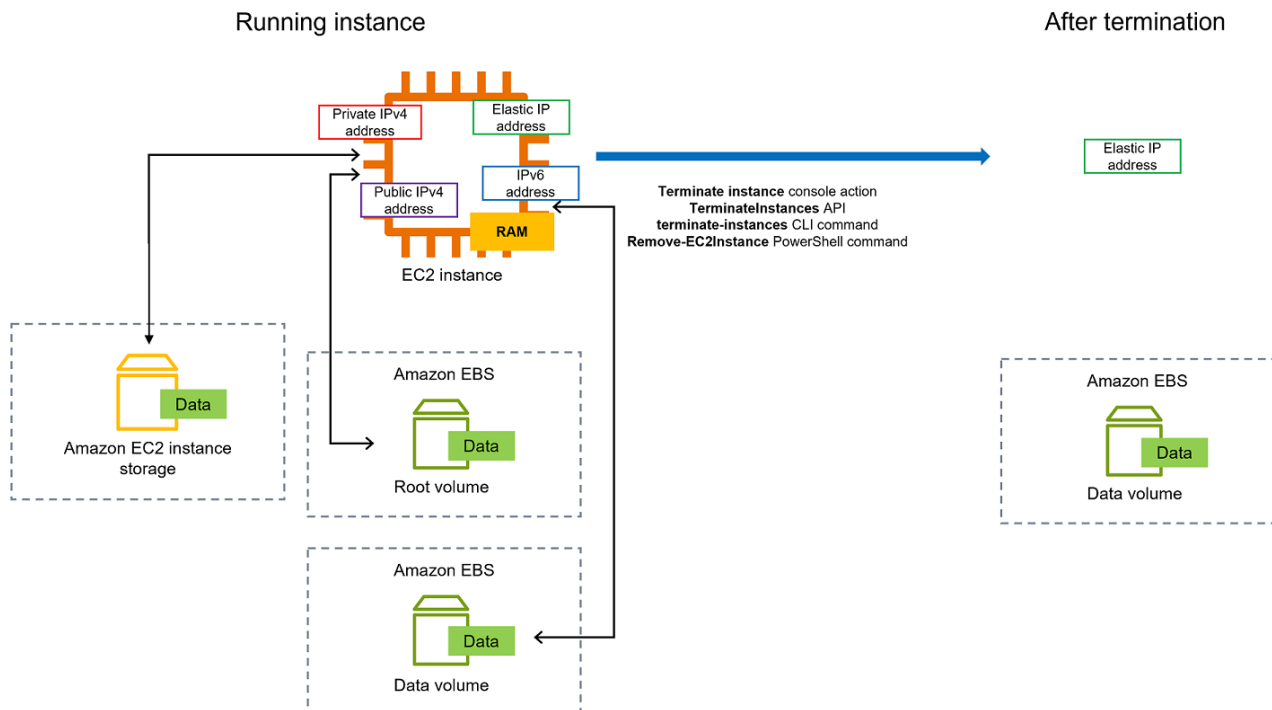 Running instance
After termination
Private IPv4
address
Elastic IP
address
Public IPv4
address
IPv6
address
RAM
EC2 instance
Terminate instance console action
TerminateInstances API
terminate-instances CLI command
Remove-EC2Instance PowerShell command
Elastic IP
address
Data
Amazon EC2 instance
storage
Amazon EBS
Data
Root volume
Amazon EBS
Data
Data volume
Amazon EBS
Data
Data volume